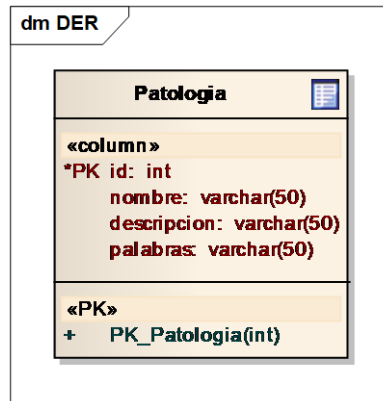 dm DER
Patologia
«column»
*PK id: int
nombre: varchar(50)
descripcion: varchar(50)
palabras: varchar(50)
«PK»
+ PK_Patologia(int)